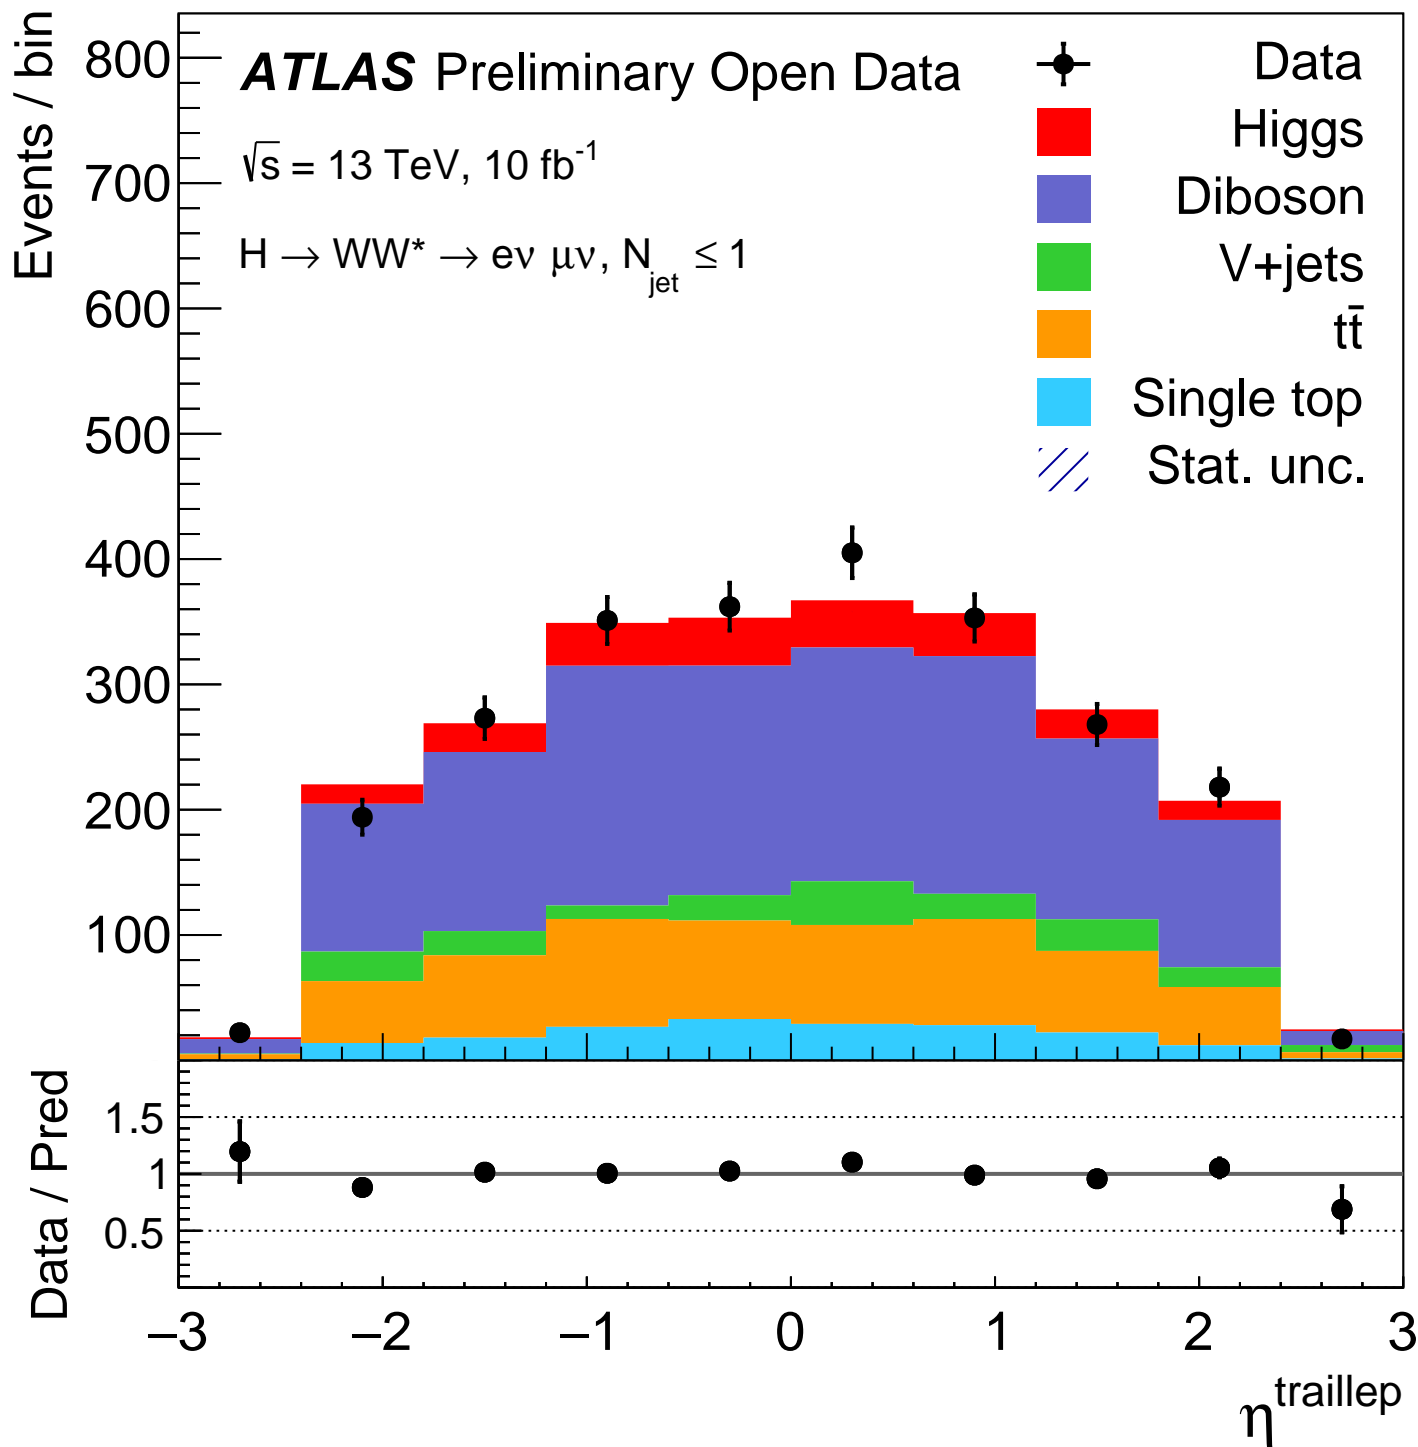 Events / bin
800
700
600
500
400
300
200
100
ATLAS Preliminary Open Data
√s = 13 TeV, 10 fb⁻¹
H → WW* → eν μν, N_jet ≤ 1
Data
Higgs
Diboson
V+jets
tt̄
Single top
Stat. unc.
Data / Pred
1.5
1
0.5
–3 –2 –1 0 1 2 3
η^traillep